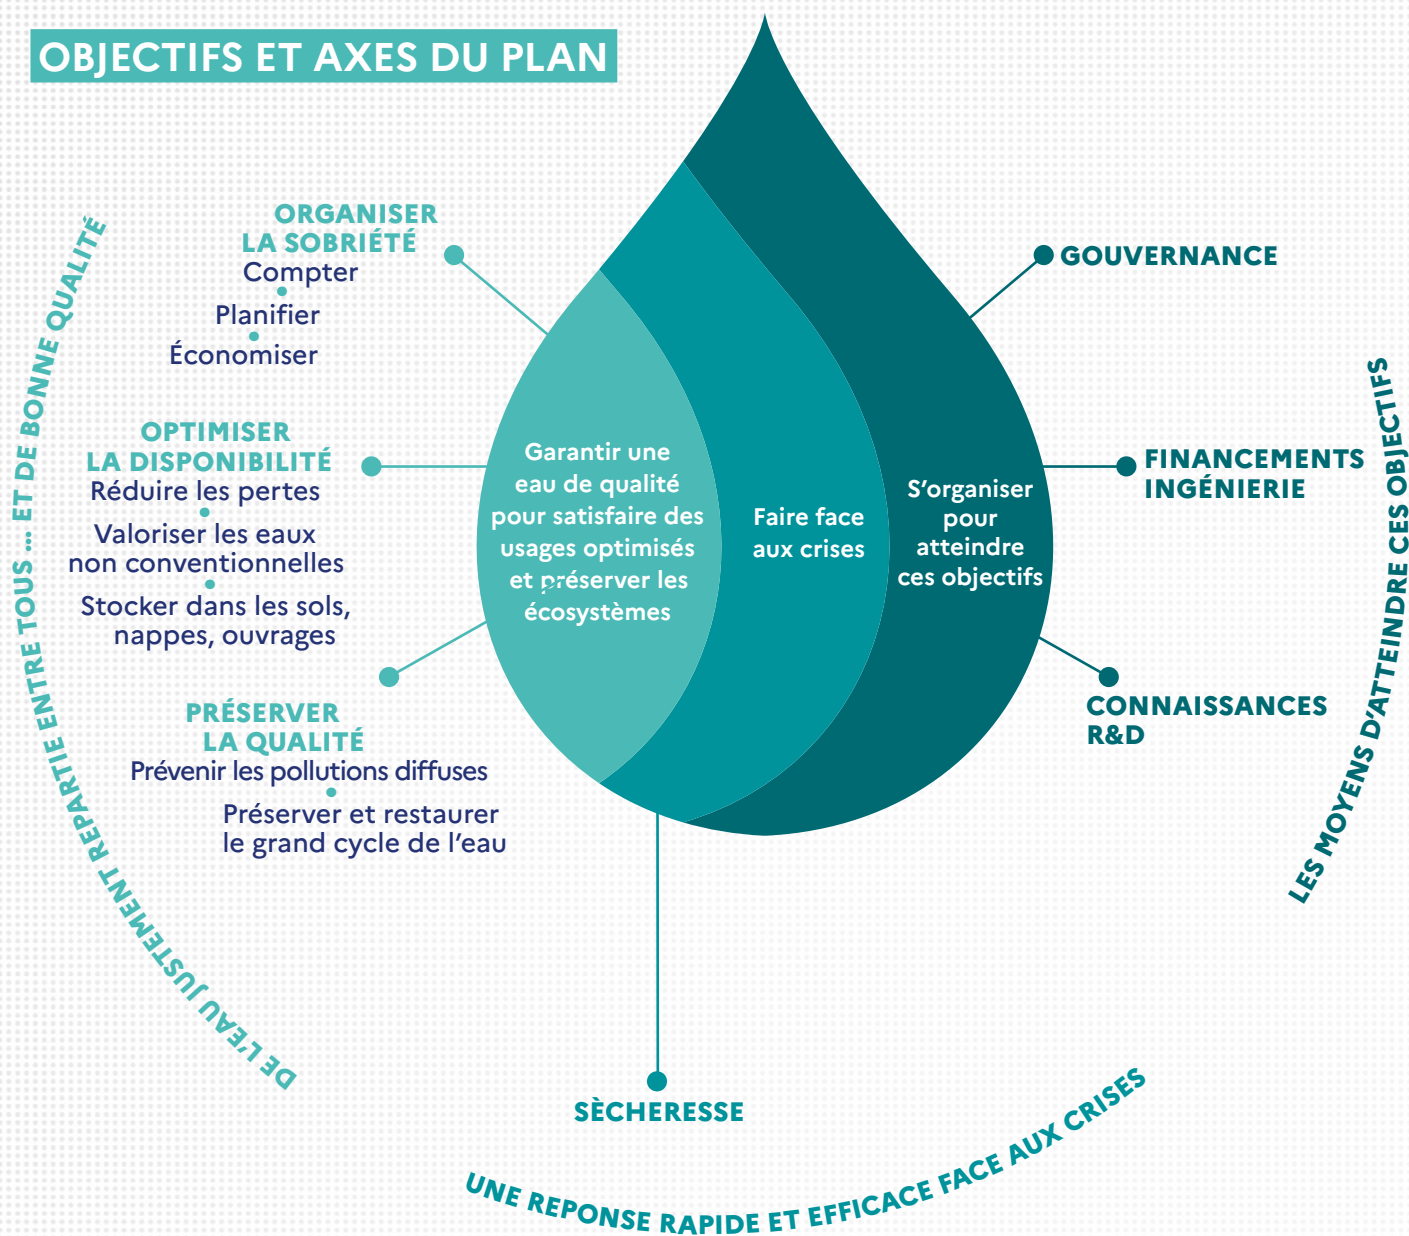 OBJECTIFS ET AXES DU PLAN
ORGANISER
LA SOBRIÉTÉ
Compter
Planifier
Économiser
OPTIMISER
LA DISPONIBILITÉ
Réduire les pertes
Valoriser les eaux
non conventionnelles
Stocker dans les sols,
nappes, ouvrages
PRÉSERVER
LA QUALITÉ
Prévenir les pollutions diffuses
Préserver et restaurer
le grand cycle de l'eau
DE L'EAU JUSTEMENT REPARTIE ENTRE TOUS ... ET DE BONNE QUALITÉ
Garantir une
eau de qualité
pour satisfaire des
usages optimisés
et préserver les
écosystèmes
Faire face
aux crises
S'organiser
pour
atteindre
ces objectifs
GOUVERNANCE
FINANCEMENTS
INGÉNIERIE
CONNAISSANCES
R&D
LES MOYENS D'ATTEINDRE CES OBJECTIFS
SÈCHERESSE
UNE REPONSE RAPIDE ET EFFICACE FACE AUX CRISES